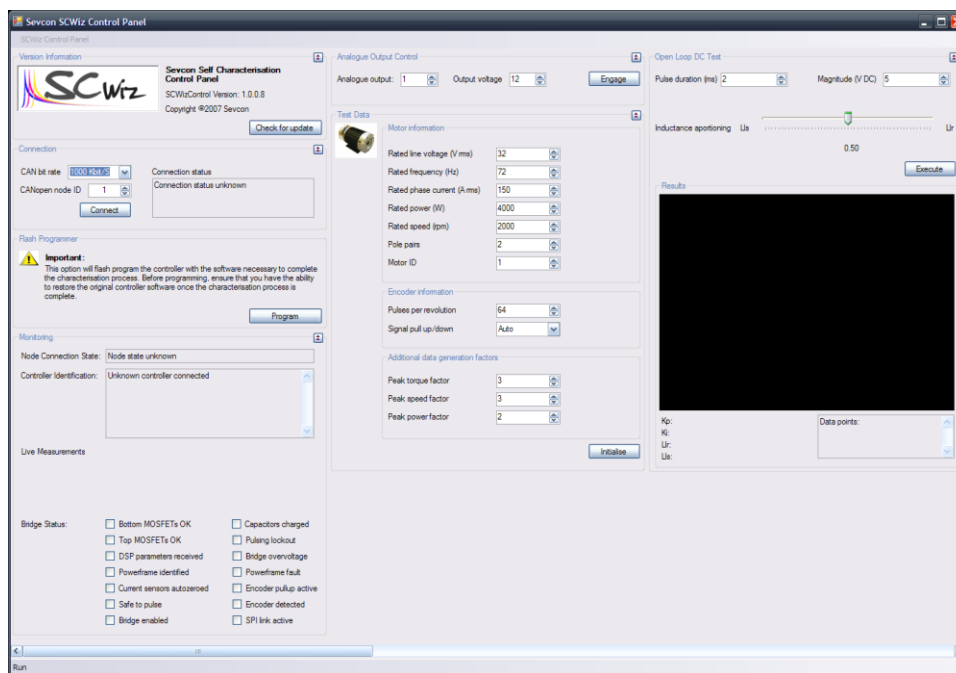 Sevcon SCWiz Control Panel
SCWiz Control Panel
Version Information
SCWiz
Sevcon Self Characterisation
Control Panel
SCWizControl Version: 1.0.0.8
Copyright ©2007 Sevcon
Check for update
Connection
CAN bit rate 1000 Kbit/S
Connection status
CANopen node ID 1
Connection status unknown
Connect
Flash Programmer
Important:
This option will flash program the controller with the software necessary to complete
the characterisation process. Before programming, ensure that you have the ability
to restore the original controller software once the characterisation process is
complete.
Program
Monitoring
Node Connection State: Node state unknown
Controller Identification: Unknown controller connected
Live Measurements
Bridge Status:
Bottom MOSFETs OK Capacitors charged
Top MOSFETs OK Pulsing lockout
DSP parameters received Bridge overvoltage
Powerframe identified Powerframe fault
Current sensors autozeroed Encoder pullup active
Safe to pulse Encoder detected
Bridge enabled SPI link active
Analogue Output Control
Analogue output: 1 Output voltage 12 Engage
Test Data
Motor information
Rated line voltage (V rms) 32
Rated frequency (Hz) 72
Rated phase current (A rms) 150
Rated power (W) 4000
Rated speed (rpm) 2000
Pole pairs 2
Motor ID 1
Encoder information
Pulses per revolution 64
Signal pull up/down Auto
Additional data generation factors
Peak torque factor 3
Peak speed factor 3
Peak power factor 2
Initialise
Open Loop DC Test
Pulse duration (ms) 2 Magnitude (V DC) 5
Inductance aportioning Lls Llr
0.50
Execute
Results
Kp:
Ki:
Llr:
Lls:
Data points:
Run